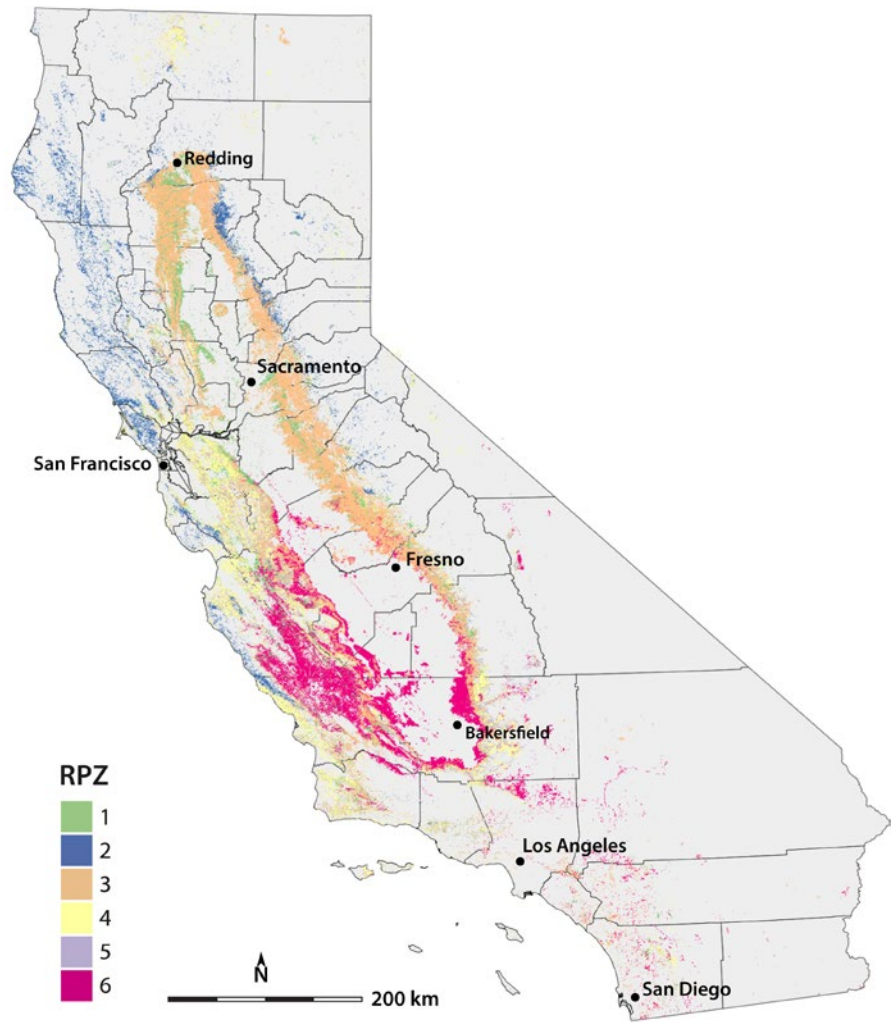 Redding
Sacramento
San Francisco
Fresno
Bakersfield
RPZ
1
2
3
4
5
6
Los Angeles
N
200 km
San Diego